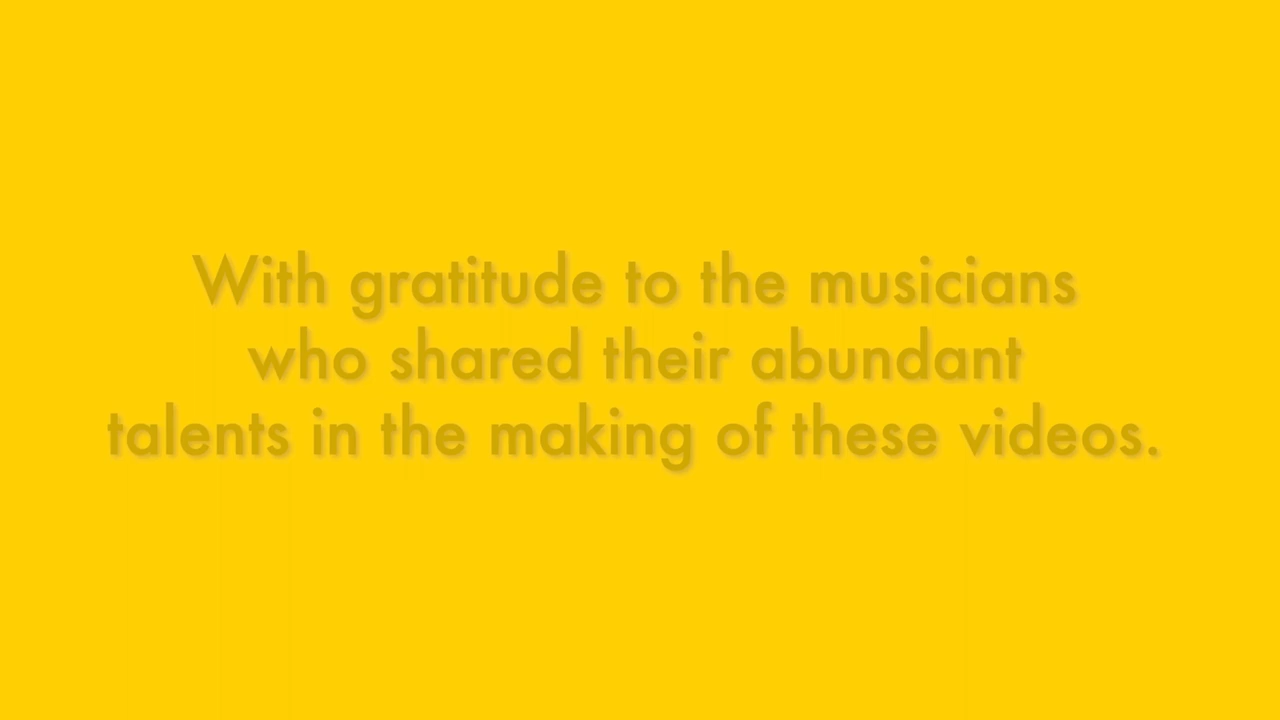 With gratitude to the musicians
who shared their abundant
talents in the making of these videos.